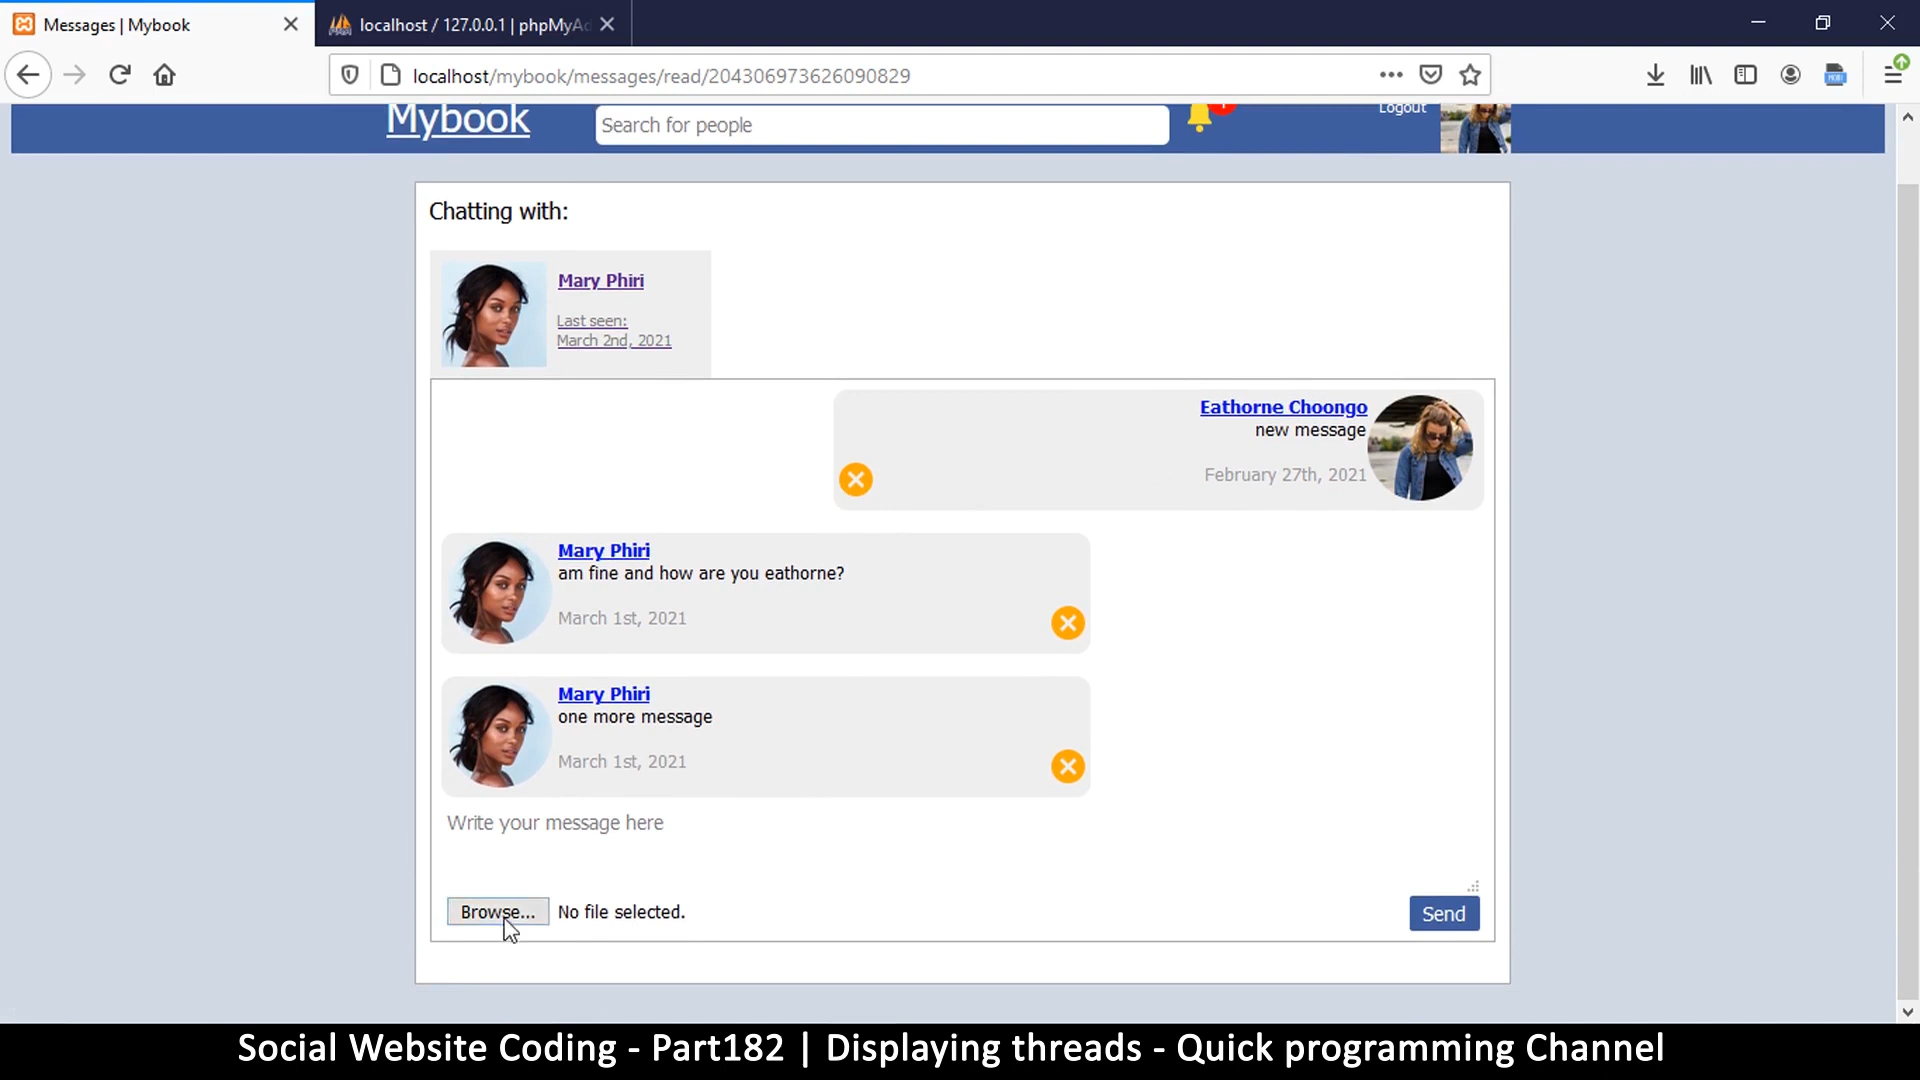 Messages | Mybook
localhost / 127.0.0.1 | phpMyAd
localhost/mybook/messages/read/204306973626090829
Mybook
Search for people
Logout
Chatting with:
Mary Phiri
Last seen:
March 2nd, 2021
Eathorne Choongo
new message
February 27th, 2021
Mary Phiri
am fine and how are you eathorne?
March 1st, 2021
Mary Phiri
one more message
March 1st, 2021
Write your message here
Browse... No file selected.
Send
Social Website Coding - Part182 | Displaying threads - Quick programming Channel